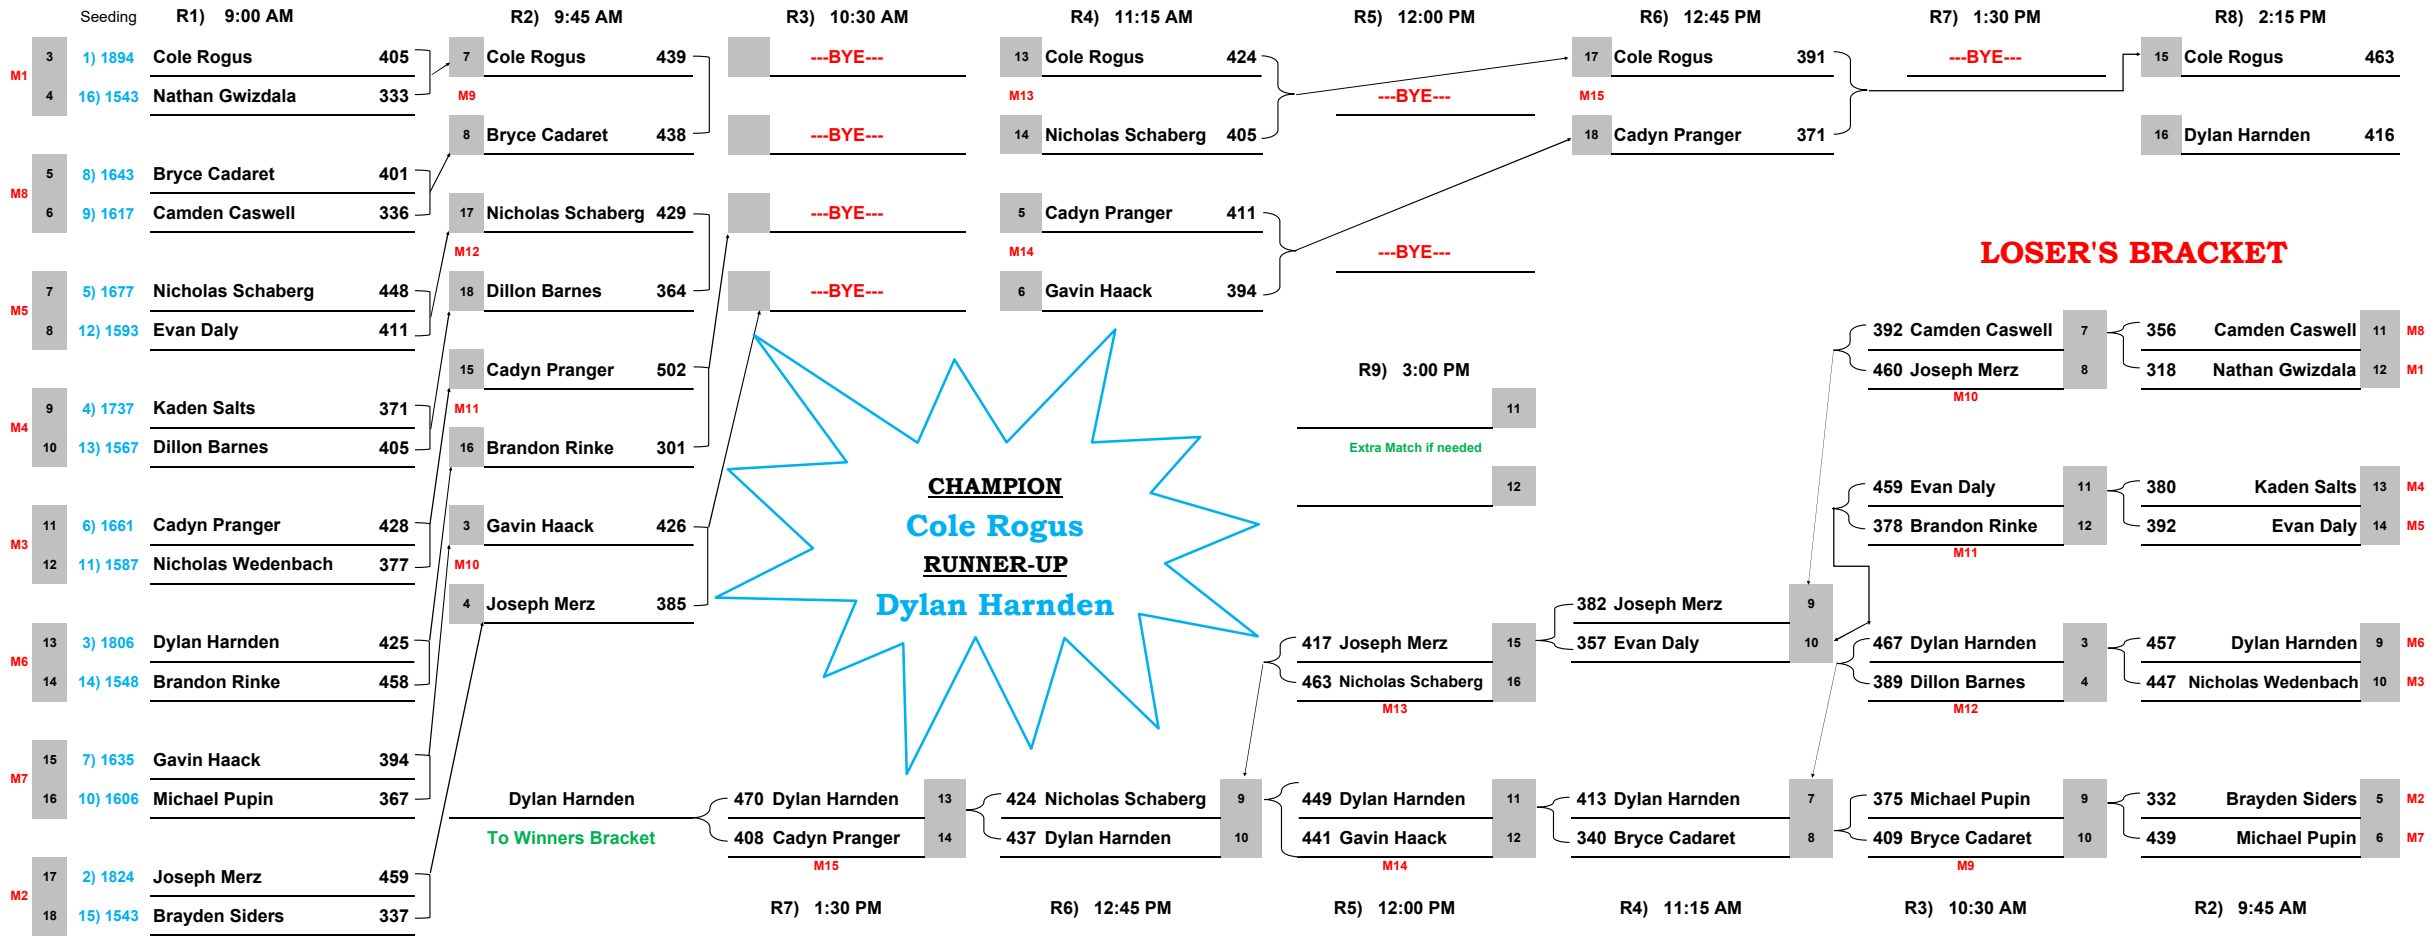 Seeding R1) 9:00 AM R2) 9:45 AM R3) 10:30 AM R4) 11:15 AM R5) 12:00 PM R6) 12:45 PM R7) 1:30 PM R8) 2:15 PM
3 1) 1894 Cole Rogus 405 7 Cole Rogus 439 ---BYE--- 13 Cole Rogus 424 17 Cole Rogus 391 ---BYE--- 15 Cole Rogus 463
M1
4 16) 1543 Nathan Gwizdala 333 M9 M13 ---BYE--- M15
8 Bryce Cadaret 438 ---BYE--- 14 Nicholas Schaberg 405 18 Cadyn Pranger 371 16 Dylan Harnden 416
5 8) 1643 Bryce Cadaret 401
M8
6 9) 1617 Camden Caswell 336 17 Nicholas Schaberg 429 ---BYE--- 5 Cadyn Pranger 411
M12 M14 ---BYE--- LOSER'S BRACKET
7 5) 1677 Nicholas Schaberg 448 18 Dillon Barnes 364 ---BYE--- 6 Gavin Haack 394
M5
8 12) 1593 Evan Daly 411 392 Camden Caswell 7 356 Camden Caswell 11 M8
15 Cadyn Pranger 502 R9) 3:00 PM 460 Joseph Merz 8 318 Nathan Gwizdala 12 M1
M10
9 4) 1737 Kaden Salts 371 M11 11
M4
10 13) 1567 Dillon Barnes 405 16 Brandon Rinke 301 Extra Match if needed
CHAMPION 12 459 Evan Daly 11 380 Kaden Salts 13 M4
11 6) 1661 Cadyn Pranger 428 3 Gavin Haack 426 Cole Rogus 378 Brandon Rinke 12 392 Evan Daly 14 M5
M3 M11
12 11) 1587 Nicholas Wedenbach 377 M10 RUNNER-UP
4 Joseph Merz 385 Dylan Harnden 382 Joseph Merz 9
13 3) 1806 Dylan Harnden 425 417 Joseph Merz 15 357 Evan Daly 10 467 Dylan Harnden 3 457 Dylan Harnden 9 M6
M6
14 14) 1548 Brandon Rinke 458 463 Nicholas Schaberg 16 389 Dillon Barnes 4 447 Nicholas Wedenbach 10 M3
M13 M12
15 7) 1635 Gavin Haack 394
M7
16 10) 1606 Michael Pupin 367 Dylan Harnden 470 Dylan Harnden 13 424 Nicholas Schaberg 9 449 Dylan Harnden 11 413 Dylan Harnden 7 375 Michael Pupin 9 332 Brayden Siders 5 M2
To Winners Bracket 408 Cadyn Pranger 14 437 Dylan Harnden 10 441 Gavin Haack 12 340 Bryce Cadaret 8 409 Bryce Cadaret 10 439 Michael Pupin 6 M7
M15 M14 M9
17 2) 1824 Joseph Merz 459
M2
18 15) 1543 Brayden Siders 337 R7) 1:30 PM R6) 12:45 PM R5) 12:00 PM R4) 11:15 AM R3) 10:30 AM R2) 9:45 AM